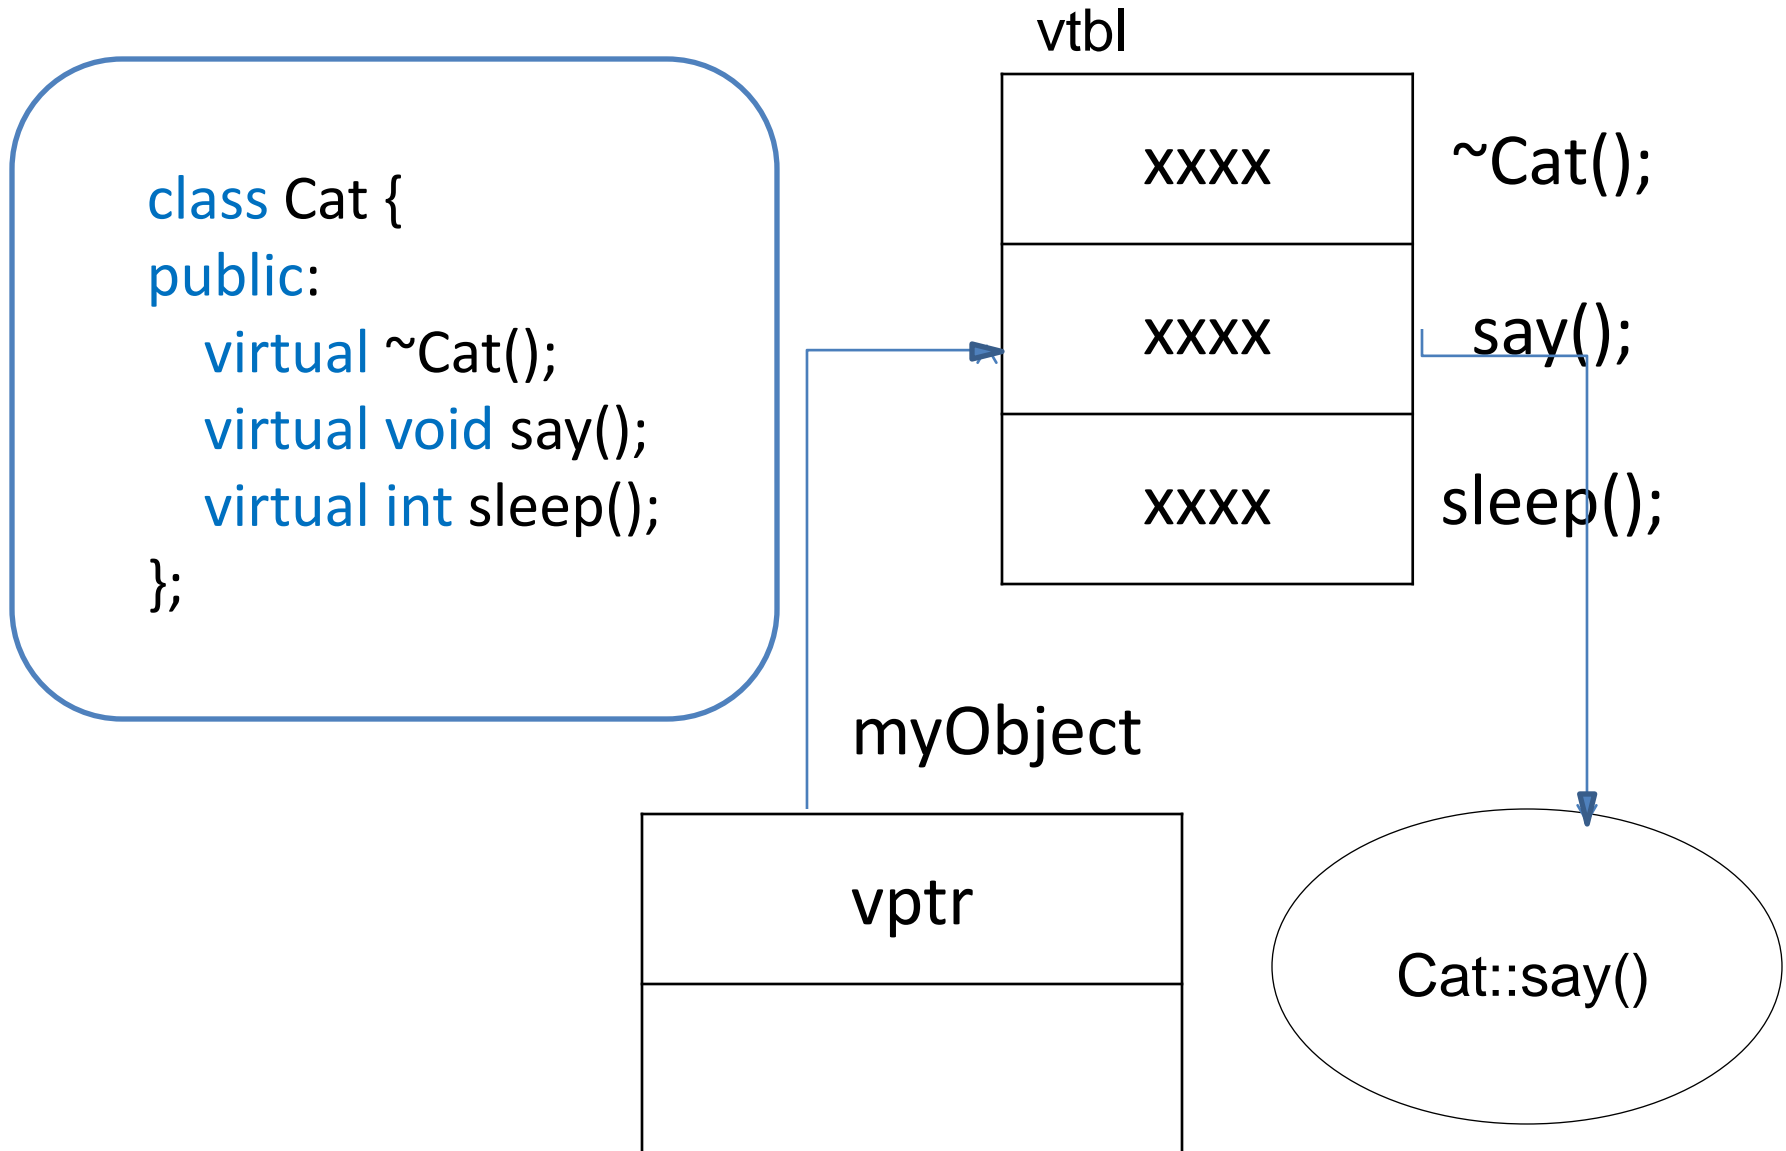 class Cat {
public:
virtual ~Cat();
virtual void say();
virtual int sleep();
};
vtbl
xxxx ~Cat();
xxxx say();
xxxx sleep();
myObject
vptr
Cat::say()